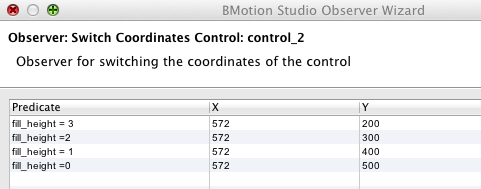 BMotion Studio Observer Wizard
Observer: Switch Coordinates Control: control_2
Observer for switching the coordinates of the control
Predicate X Y
fill_height = 3 572 200
fill_height =2 572 300
fill_height = 1 572 400
fill_height =0 572 500